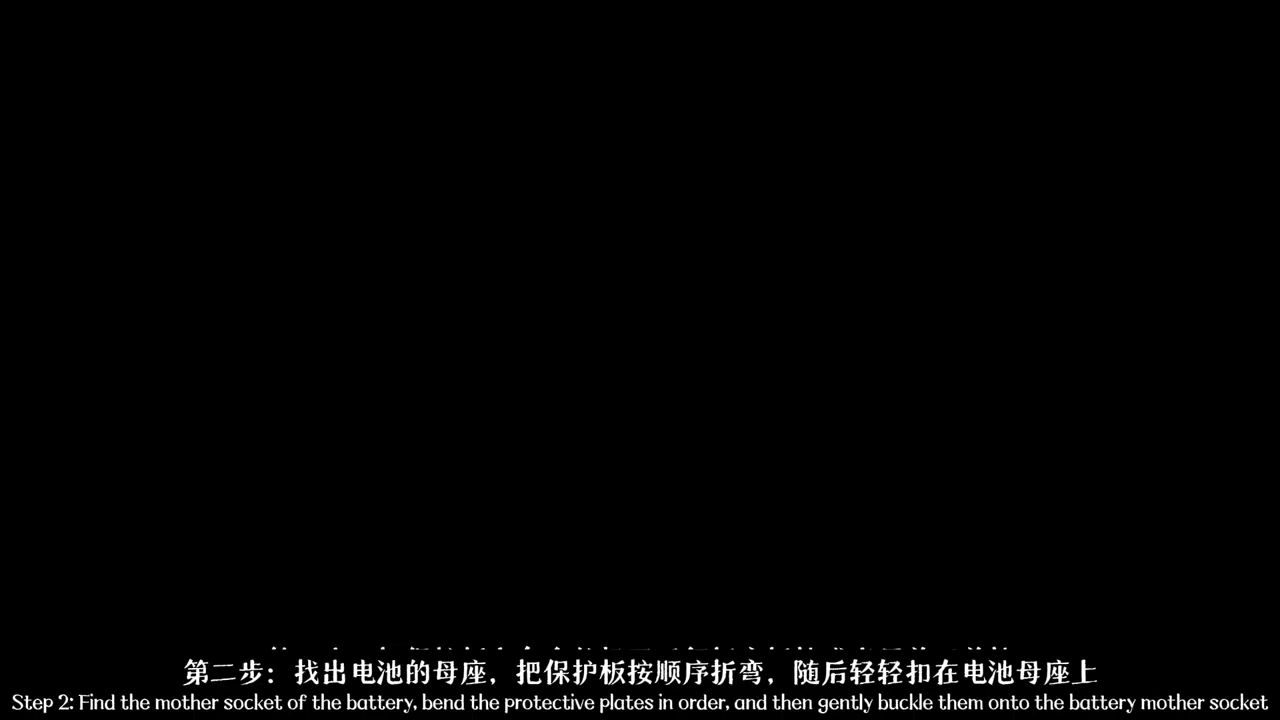 第二步：找出电池的母座，把保护板按顺序折弯，随后轻轻扣在电池母座上
Step 2: Find the mother socket of the battery, bend the protective plates in order, and then gently buckle them onto the battery mother socket